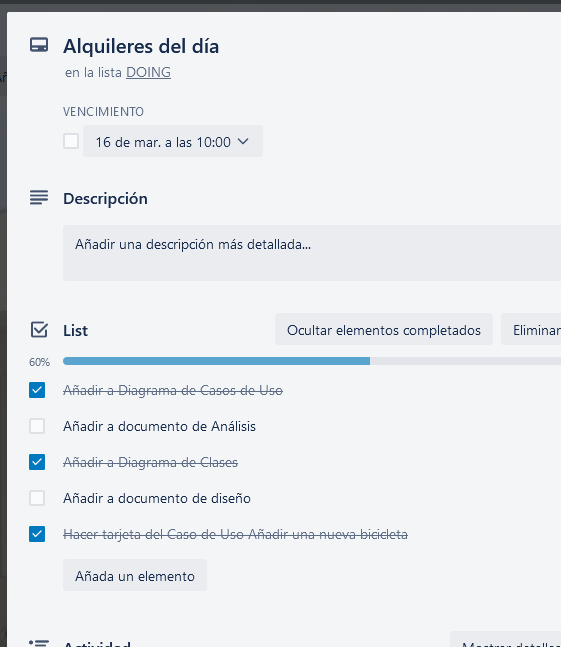 Alquileres del día
en la lista DOING
VENCIMIENTO
16 de mar. a las 10:00
Descripción
Añadir una descripción más detallada...
List
Ocultar elementos completados
Eliminar
60%
Añadir a Diagrama de Casos de Uso
Añadir a documento de Análisis
Añadir a Diagrama de Clases
Añadir a documento de diseño
Hacer tarjeta del Caso de Uso Añadir una nueva bicicleta
Añada un elemento
Actividad
Mostrar detalles